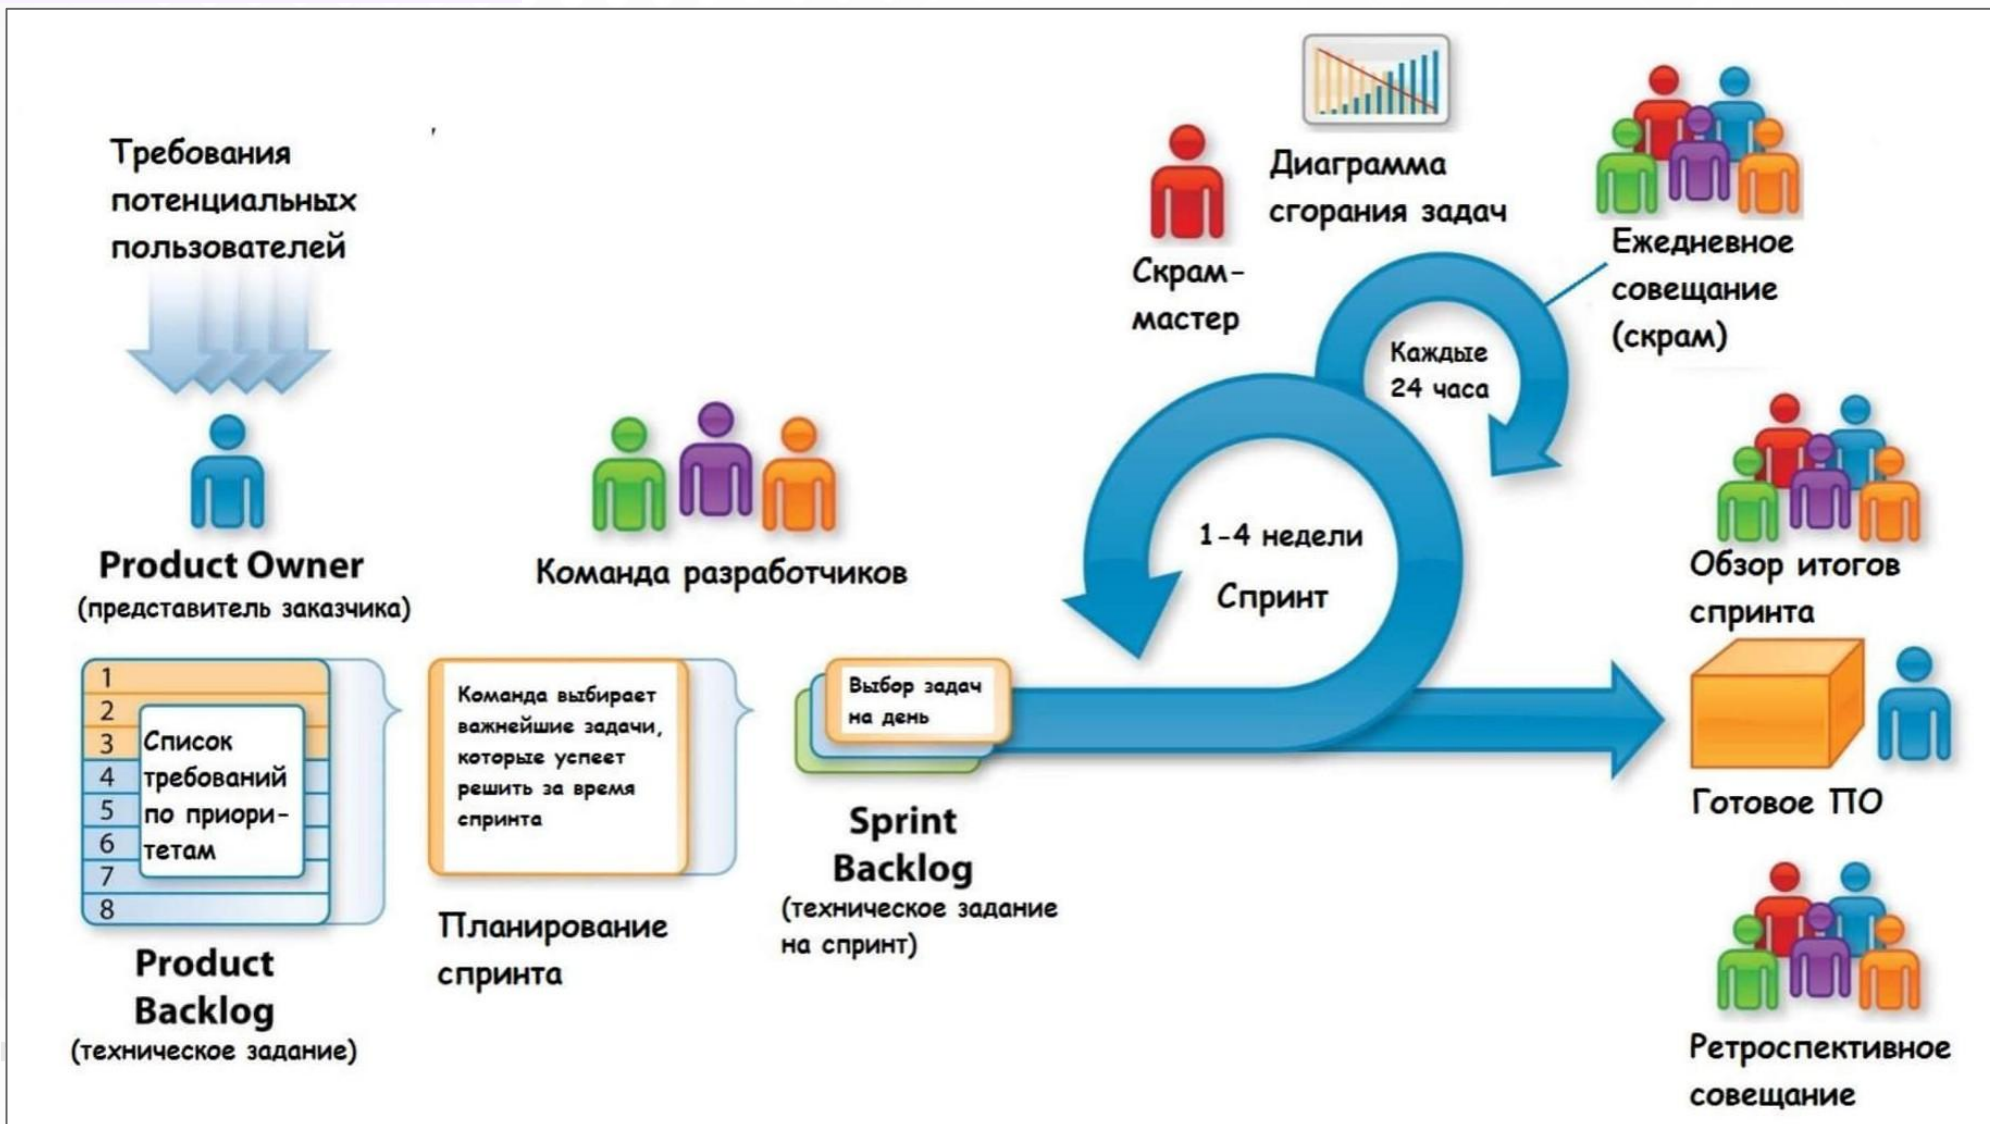 Требования
потенциальных
пользователей
Product Owner
(представитель заказчика)
1
2
3
4
5
6
7
8
Список
требований
по приори-
тетам
Product
Backlog
(техническое задание)
Команда разработчиков
Команда выбирает
важнейшие задачи,
которые успеет
решить за время
спринта
Планирование
спринта
Выбор задач
на день
Sprint
Backlog
(техническое задание
на спринт)
Скрам-
мастер
Диаграмма
сгорания задач
Каждые
24 часа
1-4 недели
Спринт
Ежедневное
совещание
(скрам)
Обзор итогов
спринта
Готовое ПО
Ретроспективное
совещание